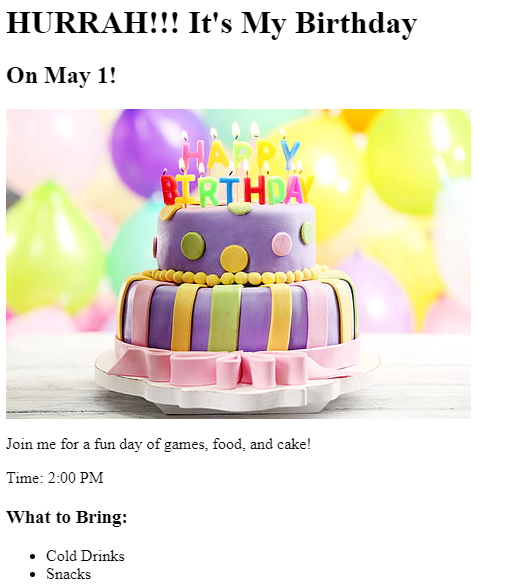 HURRAH!!! It's My Birthday
On May 1!
HAPPY
BIRTHDAY
Join me for a fun day of games, food, and cake!
Time: 2:00 PM
What to Bring:
• Cold Drinks
• Snacks